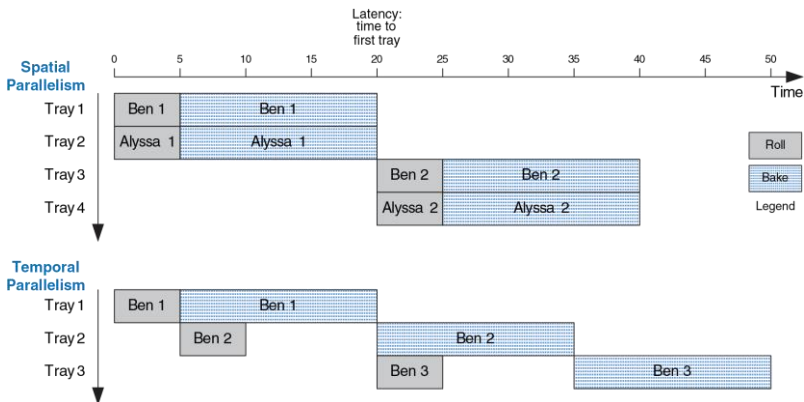 Latency:
time to
first tray
0 5 10 15 20 25 30 35 40 45 50
Time
Spatial
Parallelism
Tray 1 Ben 1 Ben 1
Tray 2 Alyssa 1 Alyssa 1
Roll
Tray 3 Ben 2 Ben 2
Bake
Tray 4 Alyssa 2 Alyssa 2
Legend
Temporal
Parallelism
Tray 1 Ben 1 Ben 1
Tray 2 Ben 2 Ben 2
Tray 3 Ben 3 Ben 3